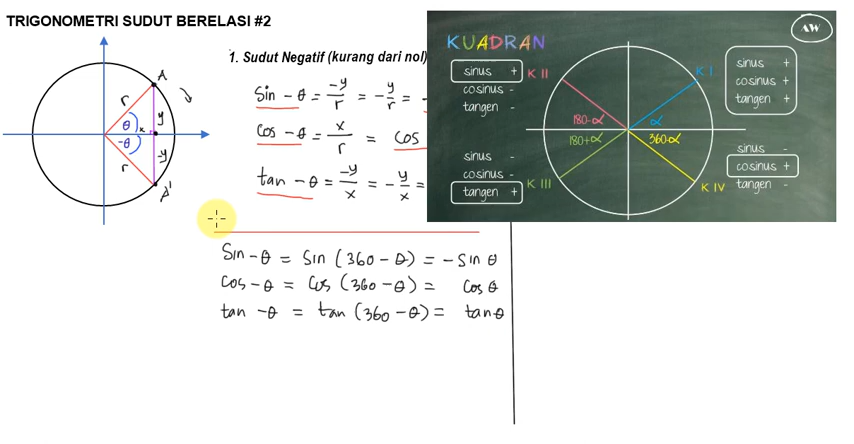 TRIGONOMETRI SUDUT BERELASI #2
1. Sudut Negatif (kurang dari nol)
A
r
y
θ
x
-θ
-y
r
A'
Sin -θ = -y/r = -y/r = -
Cos -θ = x/r = Cos
tan -θ = -y/x = -y/x =
Sin -θ = Sin (360 - θ) = - Sin θ
Cos -θ = Cos (360 - θ) = Cos θ
tan -θ = tan (360 - θ) = tan θ
AW
KUADRAN
sinus +
cosinus -
tangen -
K II
K I
sinus +
cosinus +
tangen +
180-α
α
180+α
360-α
sinus -
cosinus -
tangen +
K III
K IV
sinus -
cosinus +
tangen -